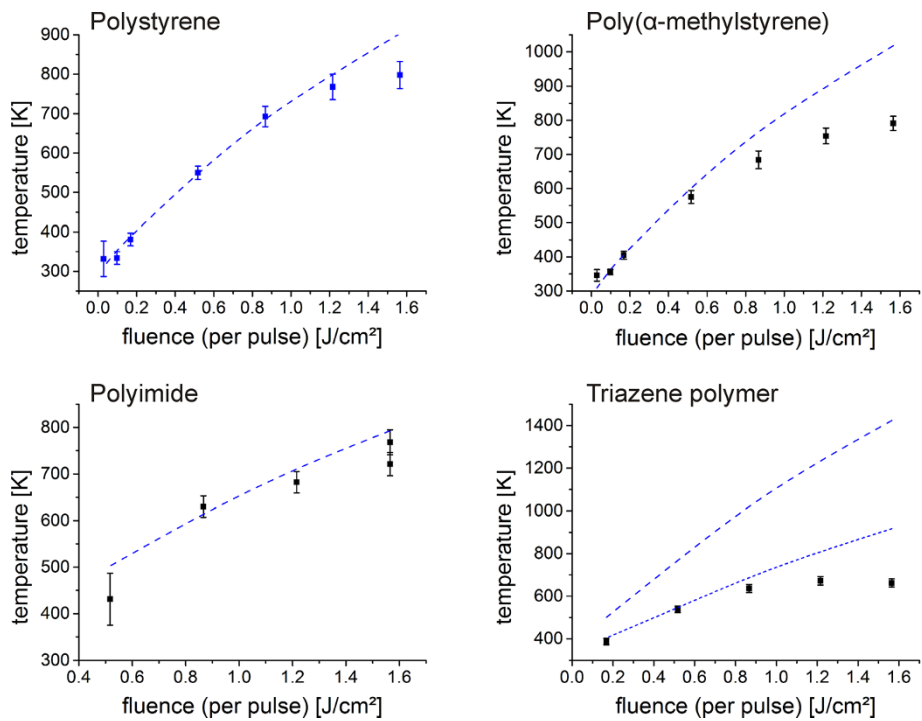 Polystyrene
900
800
700
600
500
400
300
temperature [K]
0.0 0.2 0.4 0.6 0.8 1.0 1.2 1.4 1.6
fluence (per pulse) [J/cm²]
Poly(α-methylstyrene)
1000
900
800
700
600
500
400
300
temperature [K]
0.0 0.2 0.4 0.6 0.8 1.0 1.2 1.4 1.6
fluence (per pulse) [J/cm²]
Polyimide
800
700
600
500
400
300
temperature [K]
0.4 0.6 0.8 1.0 1.2 1.4 1.6
fluence (per pulse) [J/cm²]
Triazene polymer
1400
1200
1000
800
600
400
temperature [K]
0.0 0.2 0.4 0.6 0.8 1.0 1.2 1.4 1.6
fluence (per pulse) [J/cm²]